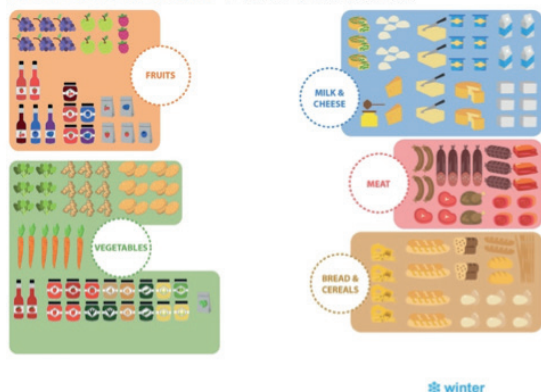 FRUITS
MILK &
CHEESE
MEAT
VEGETABLES
BREAD &
CEREALS
winter